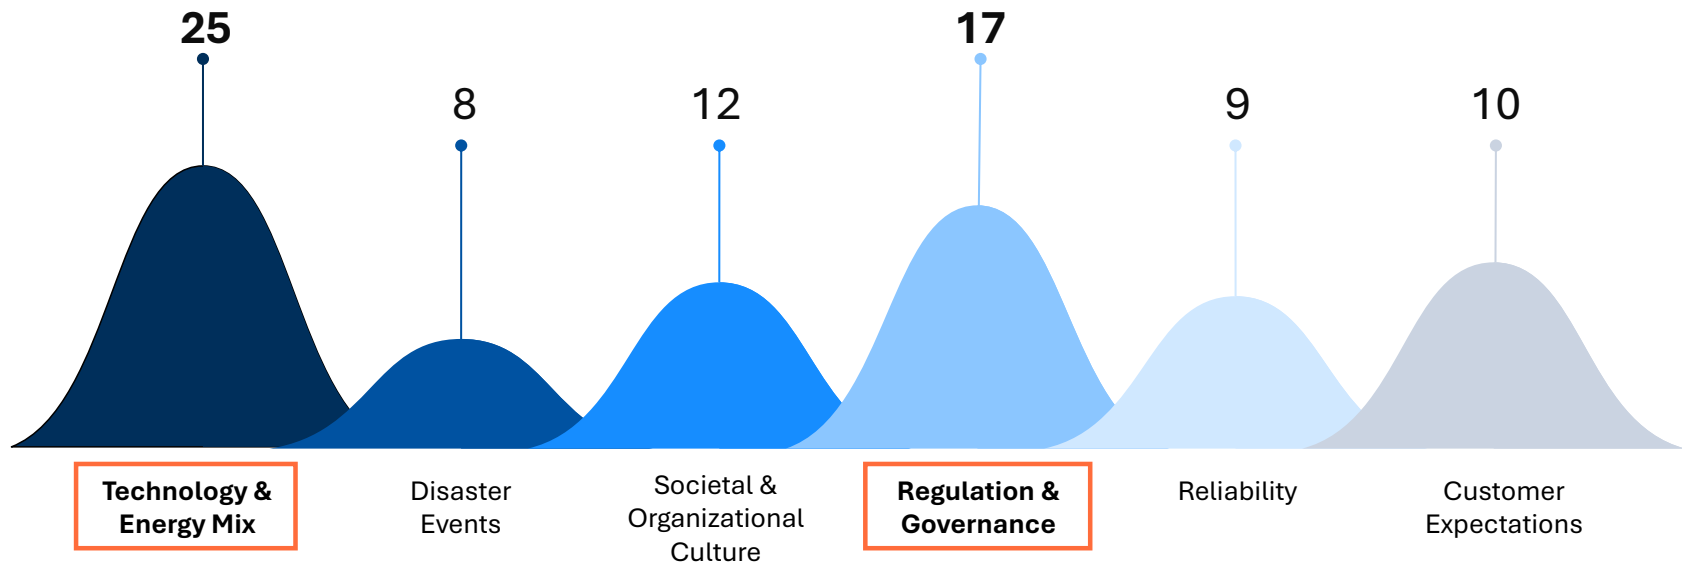 25
8
12
17
9
10
Technology &
Energy Mix
Disaster
Events
Societal &
Organizational
Culture
Regulation &
Governance
Reliability
Customer
Expectations